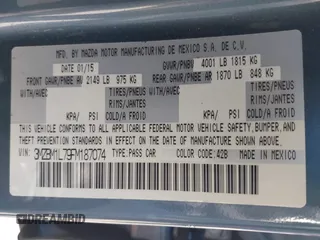 MFD. BY MAZDA MOTOR MANUFACTURING DE MEXICO S.A. DE C.V.
DATE 01/15 GVWR/PNBV 4001 LB 1815 KG
FRONT GAWR/PNBE AV 2149 LB 975 KG REAR GAWR/PNBE AR 1870 LB 848 KG
WITH/AVEC TIRES/PNEUS WITH/AVEC TIRES/PNEUS
RIMS/JANTES RIMS/JANTES
KPA/ PSI COLD/A FROID KPA/ PSI COLD/A FROID
THIS VEHICLE CONFORMS TO ALL APPLICABLE FEDERAL MOTOR VEHICLE SAFETY, BUMPER, AND
THEFT PREVENTION STANDARDS IN EFFECT ON THE DATE OF MANUFACTURE SHOWN ABOVE.
3MZBM1L79FM187074 TYPE:PASS CAR COLOR:42B MADE IN MEXICO
DREAMBID